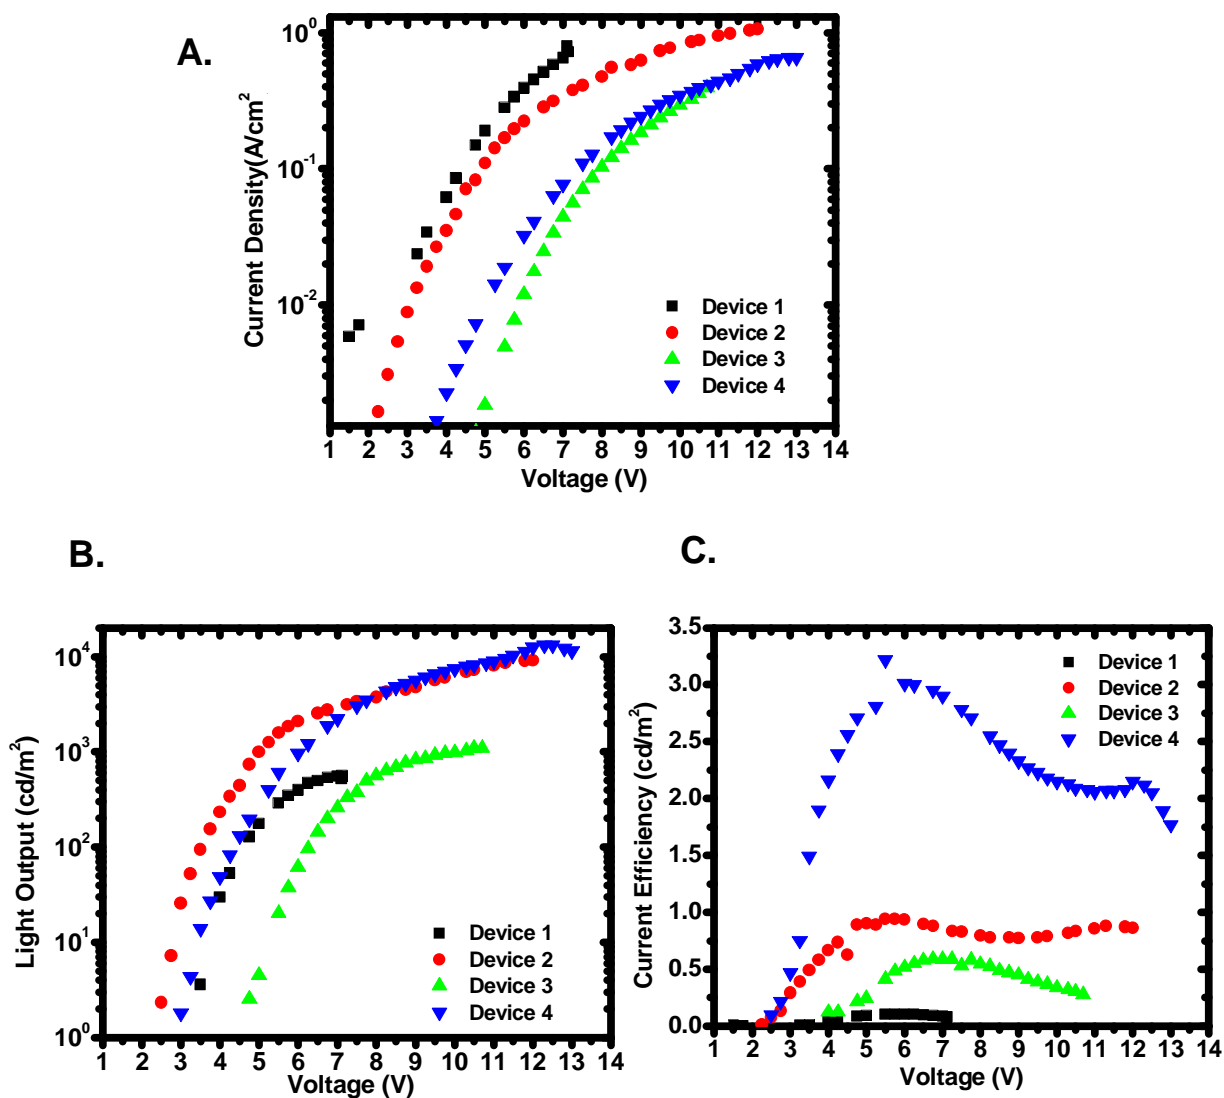 A.
Current Density(A/cm²)
10⁰
10⁻¹
10⁻²
Device 1
Device 2
Device 3
Device 4
1 2 3 4 5 6 7 8 9 10 11 12 13 14
Voltage (V)
B.
Light Output (cd/m²)
10⁴
10³
10²
10¹
10⁰
Device 1
Device 2
Device 3
Device 4
1 2 3 4 5 6 7 8 9 10 11 12 13 14
Voltage (V)
C.
Current Efficiency (cd/m²)
3.5
3.0
2.5
2.0
1.5
1.0
0.5
0.0
Device 1
Device 2
Device 3
Device 4
1 2 3 4 5 6 7 8 9 10 11 12 13 14
Voltage (V)